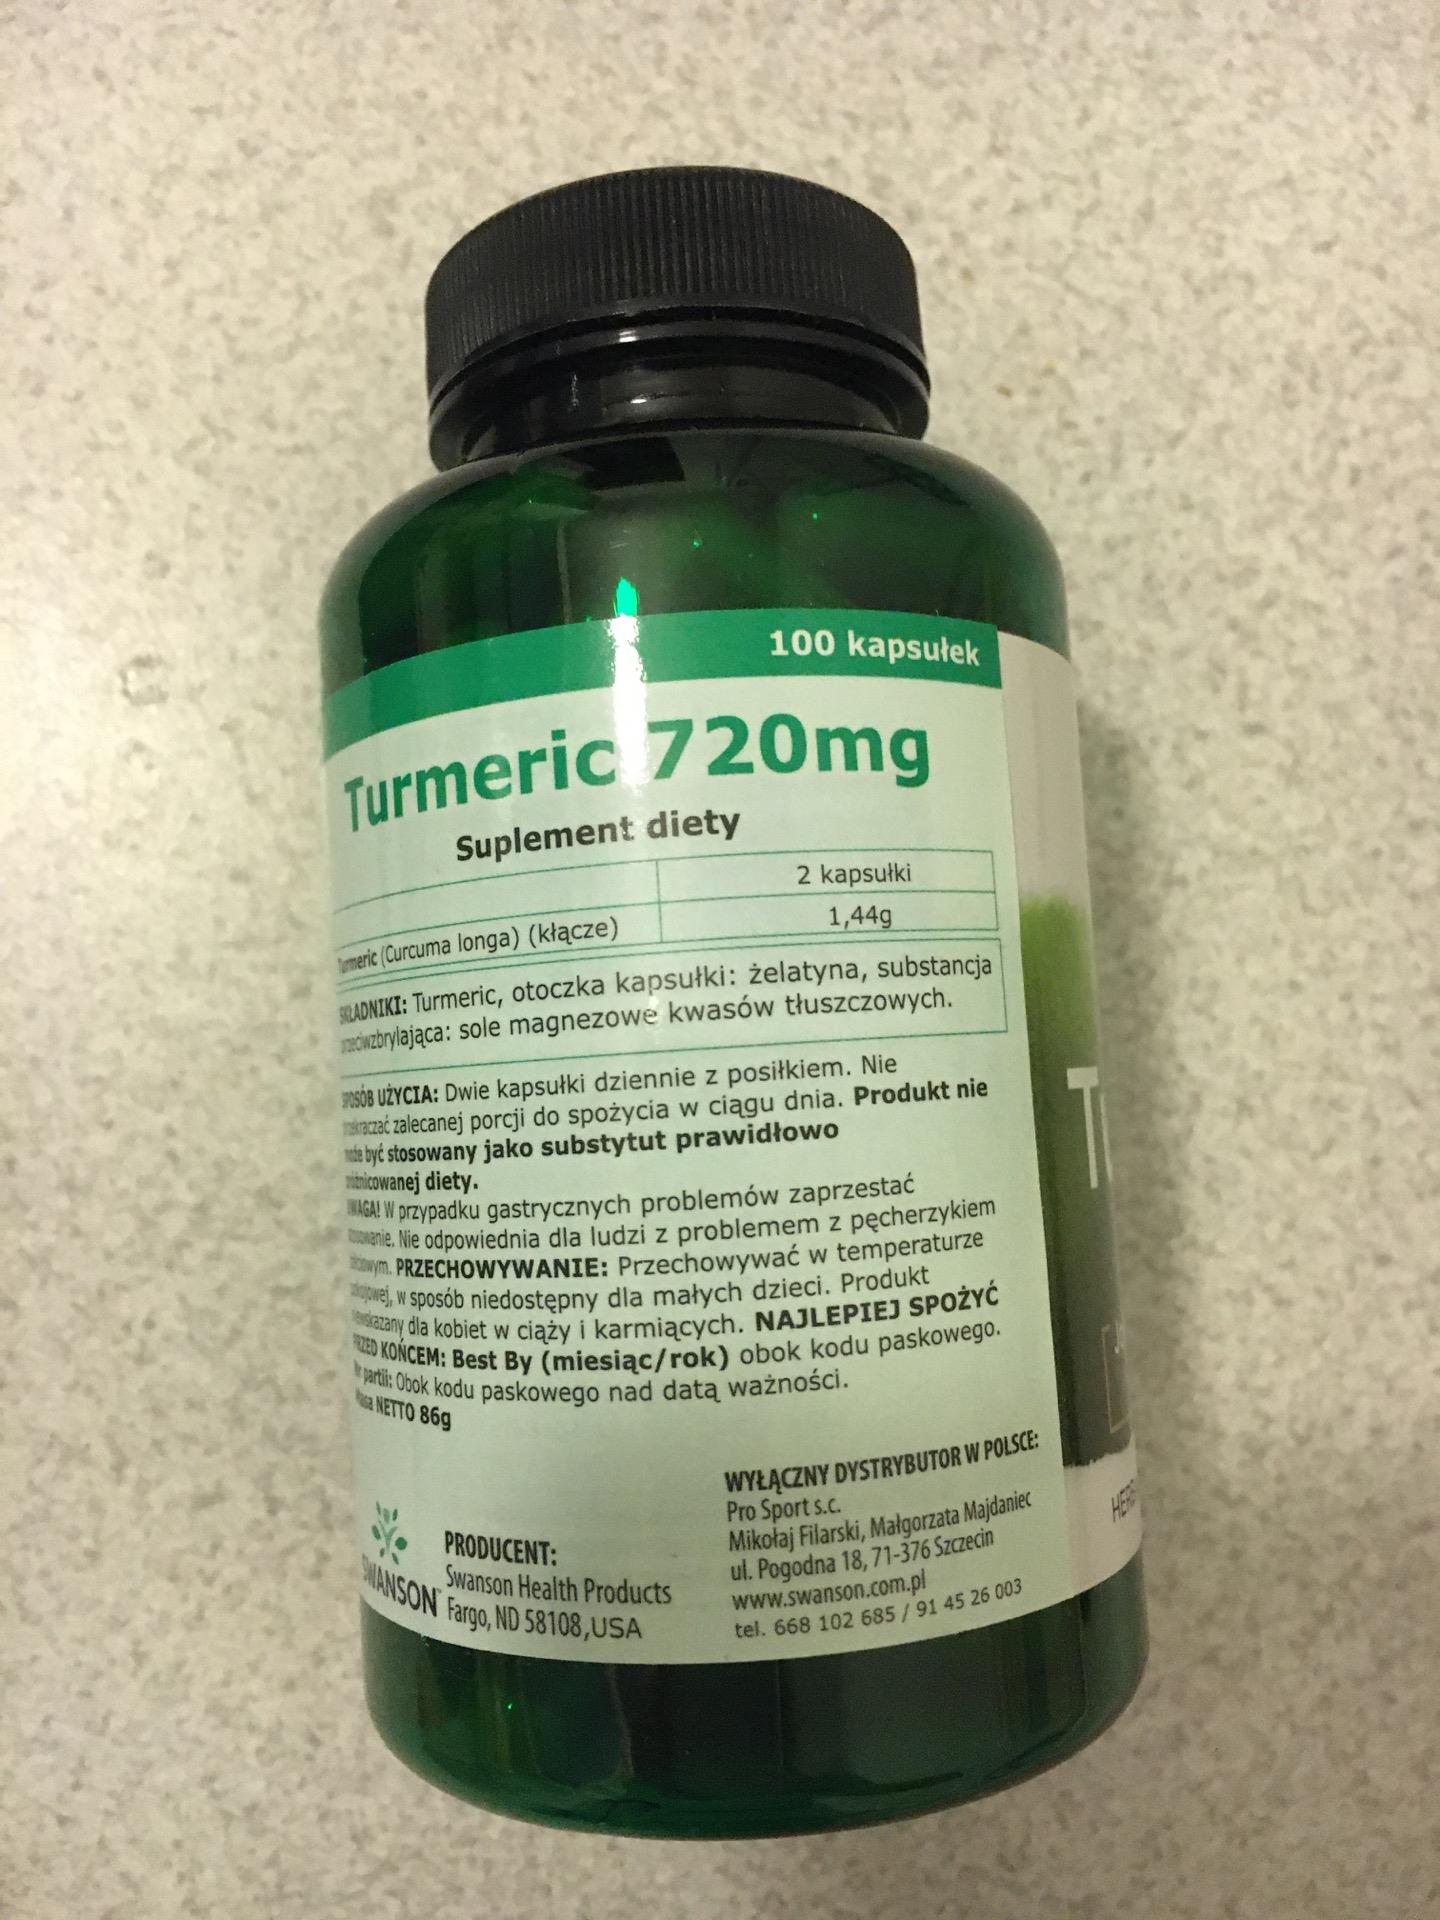 100 kapsułek
Turmeric 720mg
Suplement diety
2 kapsułki
Turmeric (Curcuma longa) (kłącze) 1,44g
SKŁADNIKI: Turmeric, otoczka kapsułki: żelatyna, substancja
przeciwzbrylająca: sole magnezowe kwasów tłuszczowych.
SPOSÓB UŻYCIA: Dwie kapsułki dziennie z posiłkiem. Nie
przekraczać zalecanej porcji do spożycia w ciągu dnia. Produkt nie
może być stosowany jako substytut prawidłowo
zróżnicowanej diety.
UWAGA! W przypadku gastrycznych problemów zaprzestać
stosowanie. Nie odpowiednia dla ludzi z problemem z pęcherzykiem
żółciowym. PRZECHOWYWANIE: Przechowywać w temperaturze
pokojowej, w sposób niedostępny dla małych dzieci. Produkt
niewskazany dla kobiet w ciąży i karmiących. NAJLEPIEJ SPOŻYĆ
PRZED KOŃCEM: Best By (miesiąc/rok) obok kodu paskowego.
Nr partii: Obok kodu paskowego nad datą ważności.
Masa NETTO 86g
SWANSON
PRODUCENT:
Swanson Health Products
Fargo, ND 58108,USA
WYŁĄCZNY DYSTRYBUTOR W POLSCE:
Pro Sport s.c.
Mikołaj Filarski, Małgorzata Majdaniec
ul. Pogodna 18, 71-376 Szczecin
www.swanson.com.pl
tel. 668 102 685 / 91 45 26 003